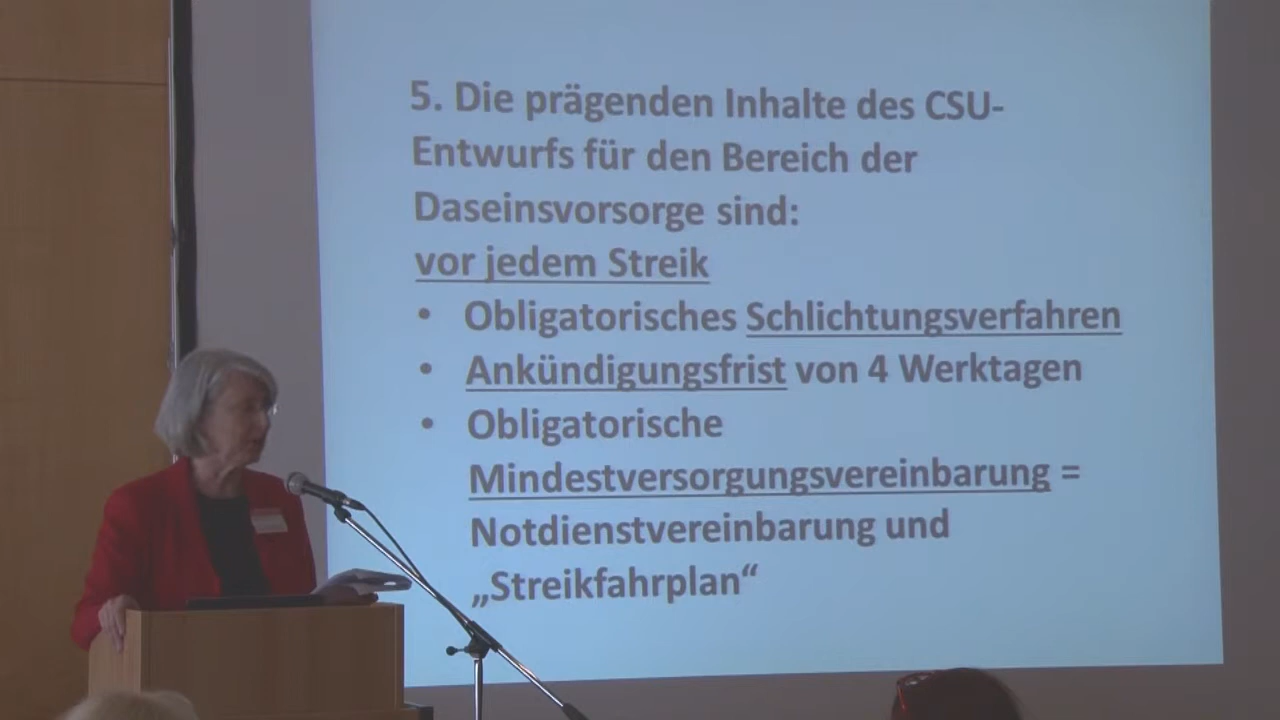 5. Die prägenden Inhalte des CSU-
Entwurfs für den Bereich der
Daseinsvorsorge sind:
vor jedem Streik
• Obligatorisches Schlichtungsverfahren
• Ankündigungsfrist von 4 Werktagen
• Obligatorische
Mindestversorgungsvereinbarung =
Notdienstvereinbarung und
„Streikfahrplan“